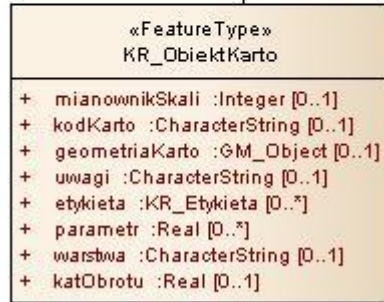 «FeatureType»
KR_ObiektKarto
+ mianownikSkali :Integer [0..1]
+ kodKarto :CharacterString [0..1]
+ geometriaKarto :GM_Object [0..1]
+ uwagi :CharacterString [0..1]
+ etykieta :KR_Etykieta [0..*]
+ parametr :Real [0..*]
+ warstwa :CharacterString [0..1]
+ katObrotu :Real [0..1]